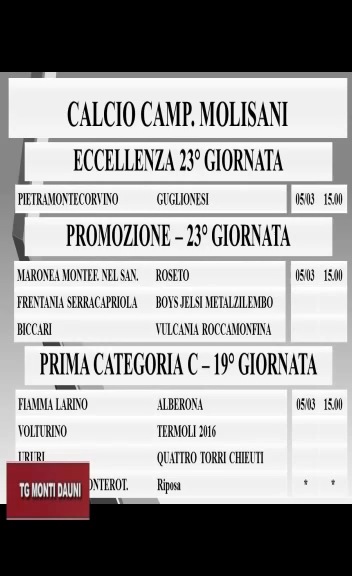 CALCIO CAMP. MOLISANI
ECCELLENZA 23° GIORNATA
PIETRAMONTECORVINO GUGLIONESI 05/03 15.00
PROMOZIONE – 23° GIORNATA
MARONEA MONTEF. NEL SAN. ROSETO 05/03 15.00
FRENTANIA SERRACAPRIOLA BOYS JELSI METALZILEMBO
BICCARI VULCANIA ROCCAMONFINA
PRIMA CATEGORIA C – 19° GIORNATA
FIAMMA LARINO ALBERONA 05/03 15.00
VOLTURINO TERMOLI 2016
URURI QUATTRO TORRI CHIEUTI
ONTEROT. Riposa * *
TG MONTI DAUNI